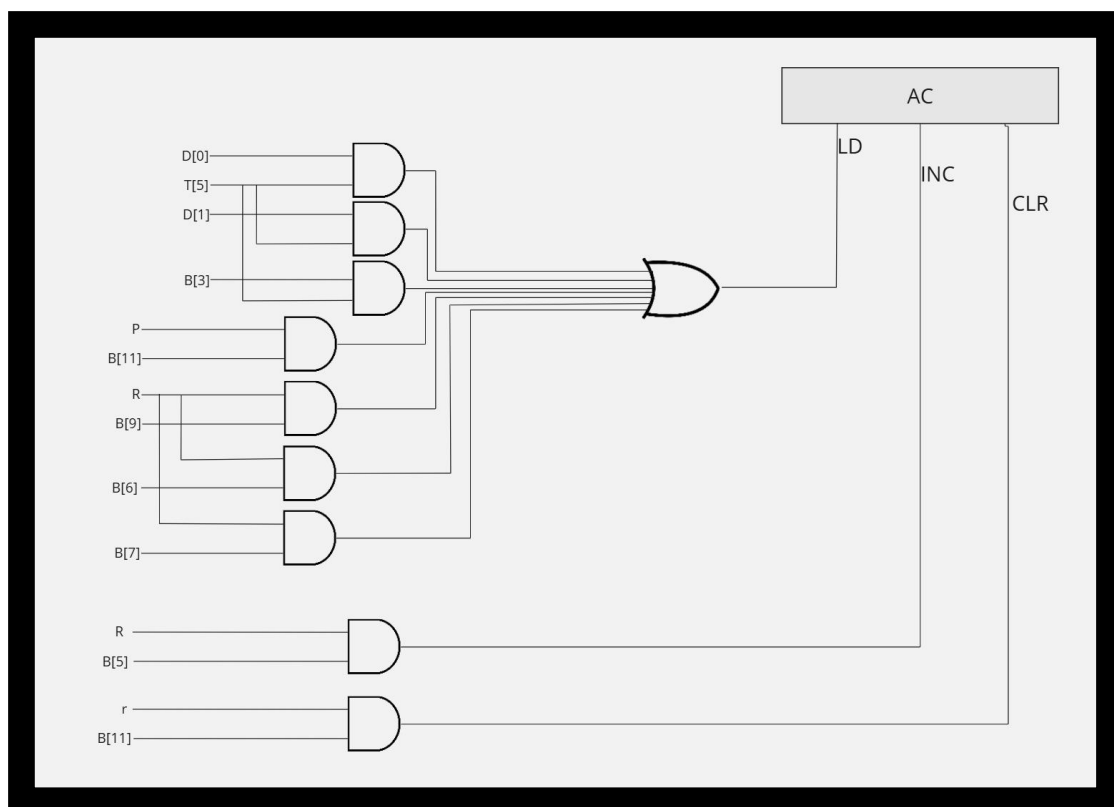 AC
LD
INC
CLR
D[0]
T[5]
D[1]
B[3]
P
B[11]
R
B[9]
B[6]
B[7]
R
B[5]
r
B[11]